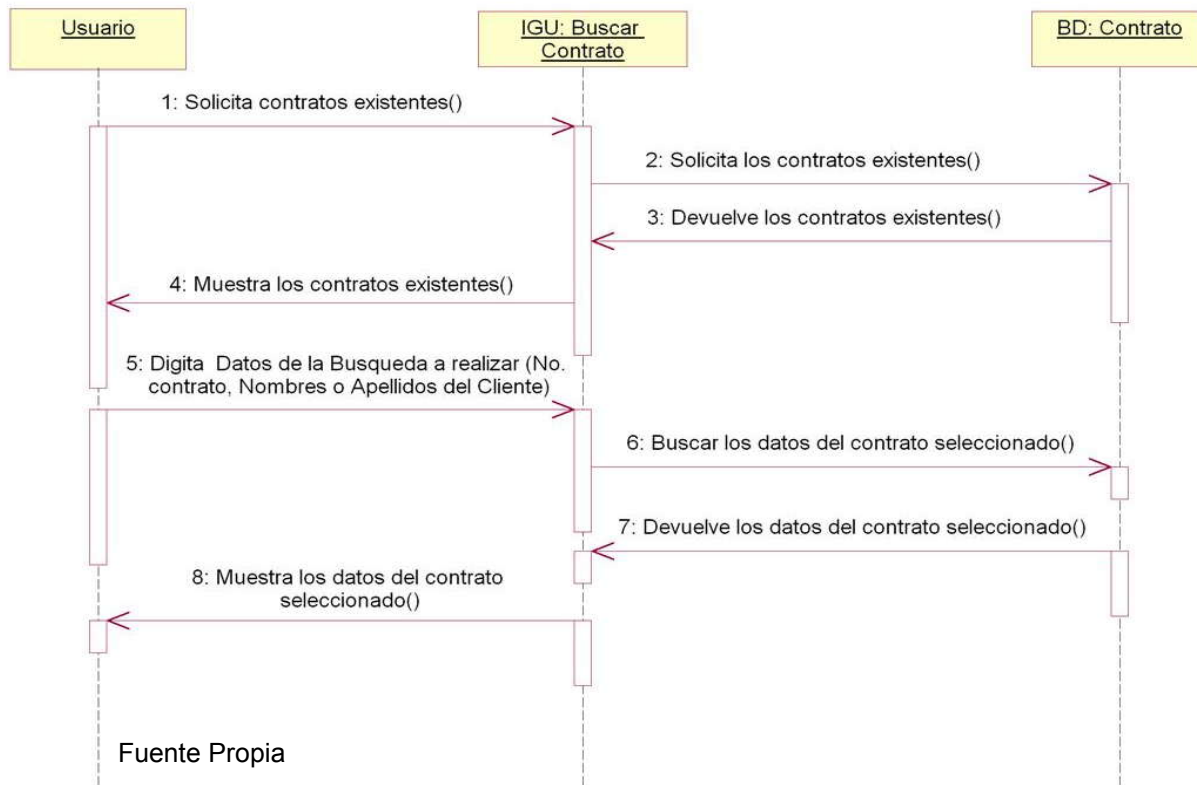 Usuario
IGU: Buscar
Contrato
BD: Contrato
1: Solicita contratos existentes()
2: Solicita los contratos existentes()
3: Devuelve los contratos existentes()
4: Muestra los contratos existentes()
5: Digita Datos de la Busqueda a realizar (No.
contrato, Nombres o Apellidos del Cliente)
6: Buscar los datos del contrato seleccionado()
7: Devuelve los datos del contrato seleccionado()
8: Muestra los datos del contrato
seleccionado()
Fuente Propia